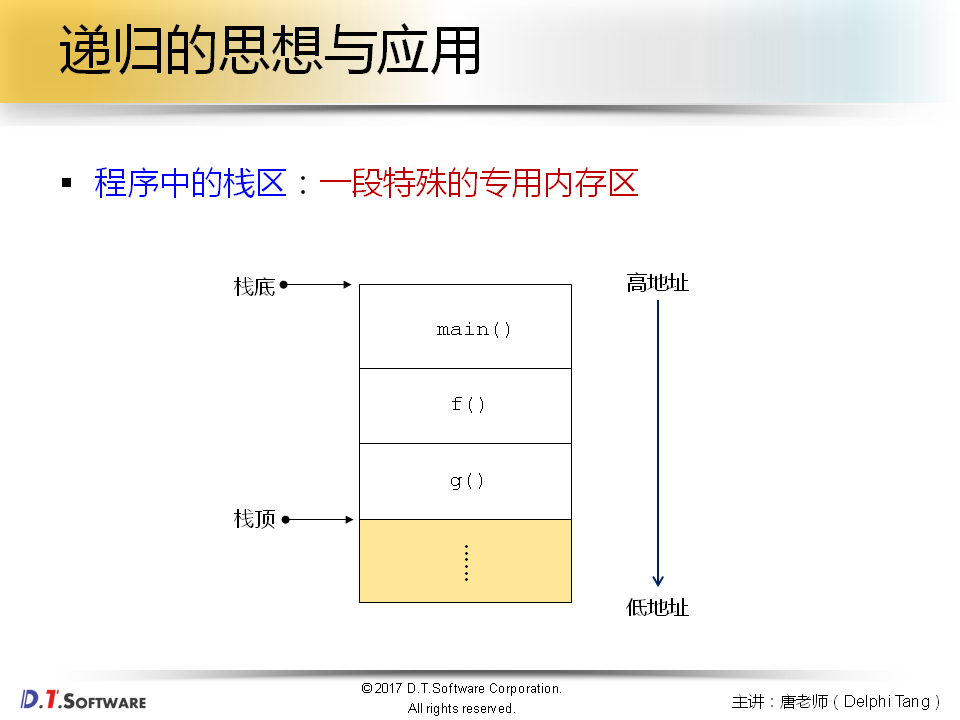 递归的思想与应用
程序中的栈区：一段特殊的专用内存区
栈底
高地址
main()
f()
g()
栈顶
......
低地址
D.T.SOFTWARE
©2017 D.T.Software Corporation.
All rights reserved.
主讲：唐老师（Delphi Tang）